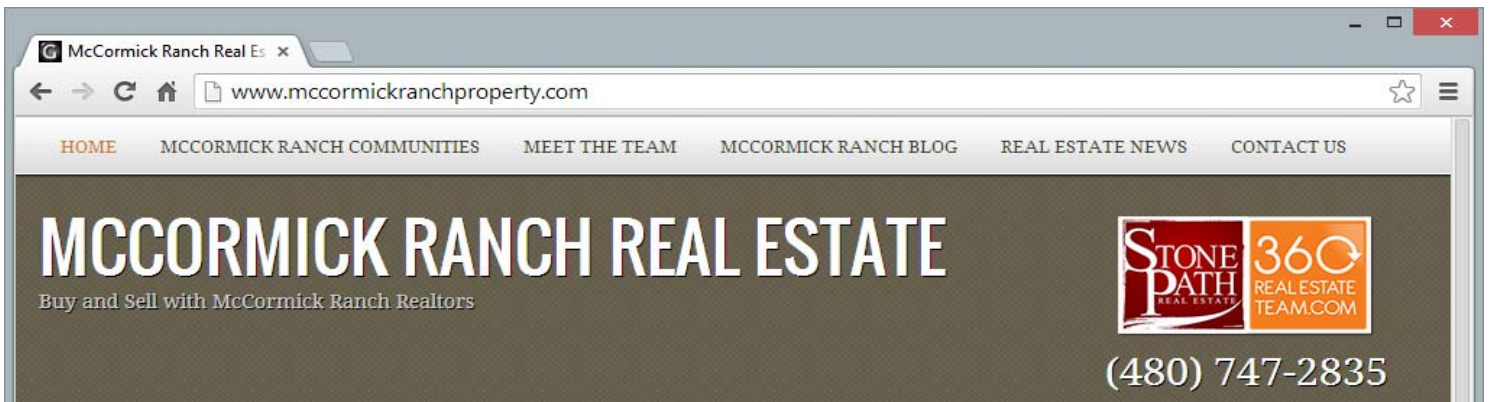 McCormick Ranch Real Es
www.mccormickranchproperty.com
HOME MCCORMICK RANCH COMMUNITIES MEET THE TEAM MCCORMICK RANCH BLOG REAL ESTATE NEWS CONTACT US
MCCORMICK RANCH REAL ESTATE
Buy and Sell with McCormick Ranch Realtors
STONE PATH
REAL ESTATE
360
REAL ESTATE
TEAM.COM
(480) 747-2835